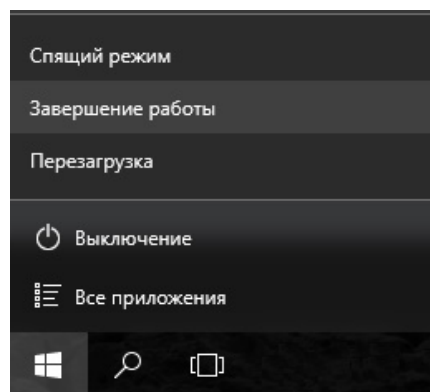 Спящий режим
Завершение работы
Перезагрузка
Выключение
Все приложения